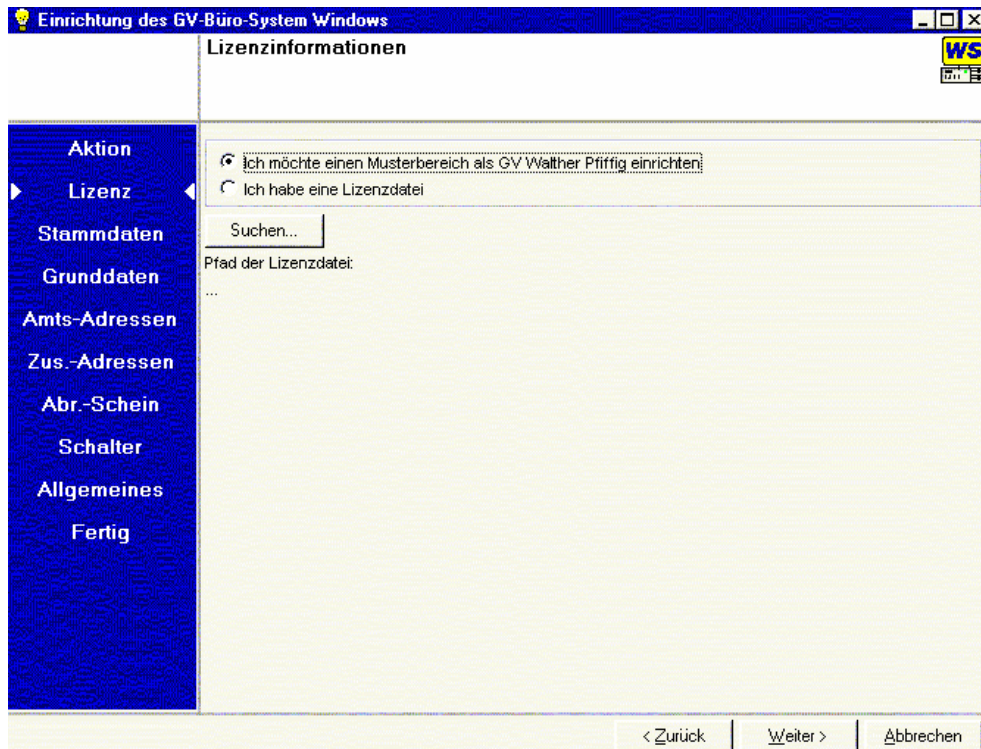 Einrichtung des GV-Büro-System Windows
Lizenzinformationen
WS
Aktion
Lizenz
Stammdaten
Grunddaten
Amts-Adressen
Zus.-Adressen
Abr.-Schein
Schalter
Allgemeines
Fertig
Ich möchte einen Musterbereich als GV Walther Pfiffig einrichten
Ich habe eine Lizenzdatei
Suchen...
Pfad der Lizenzdatei:
...
< Zurück
Weiter >
Abbrechen